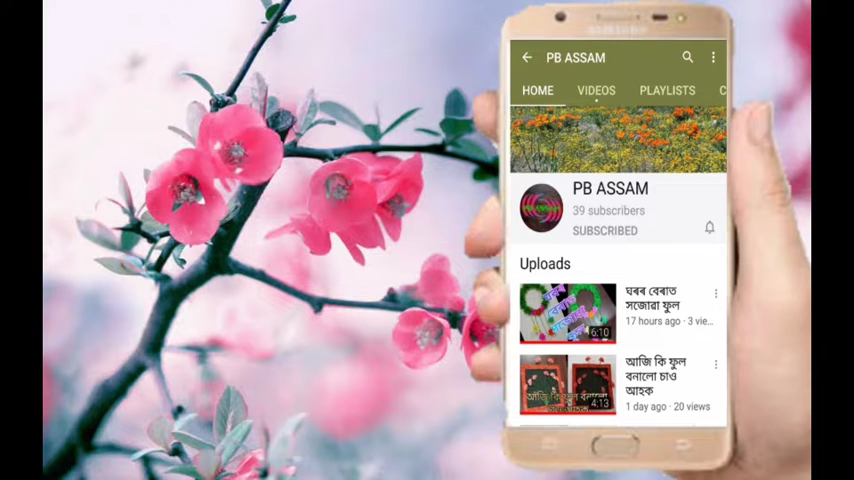 SAMSUNG
PB ASSAM
HOME VIDEOS PLAYLISTS C
PB ASSAM
39 subscribers
SUBSCRIBED
Uploads
ঘৰৰ বেৰাত
সজোৱা ফুল
17 hours ago · 3 vie...
6:10
আজি কি ফুল
বনালো চাও
আহক
1 day ago · 20 views
4:13